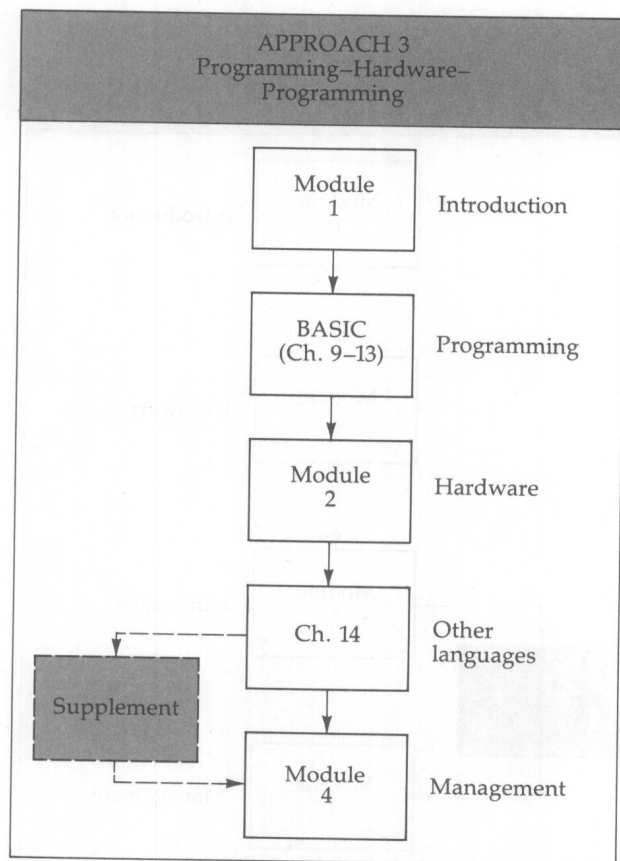 APPROACH 3
Programming–Hardware–
Programming
Module
1
Introduction
BASIC
(Ch. 9–13)
Programming
Module
2
Hardware
Ch. 14
Other
languages
Supplement
Module
4
Management